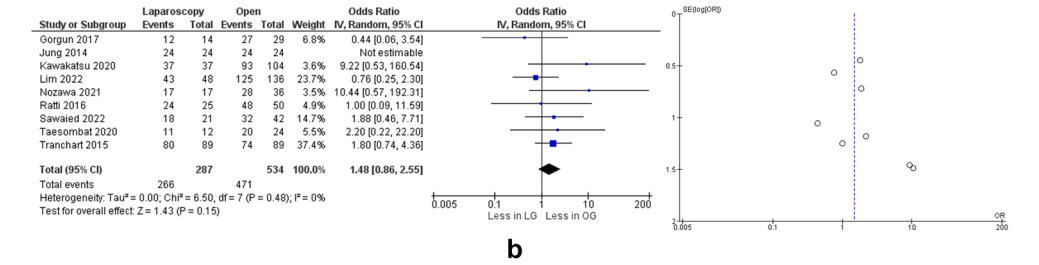 Laparoscopy Open Odds Ratio Odds Ratio
Study or Subgroup Events Total Events Total Weight IV, Random, 95% CI IV, Random, 95% CI
Gorgun 2017 12 14 27 29 6.8% 0.44 [0.06, 3.54]
Jung 2014 24 24 24 24 Not estimable
Kawakatsu 2020 37 37 93 104 3.6% 9.22 [0.53, 160.54]
Lim 2022 43 48 125 136 23.7% 0.76 [0.25, 2.30]
Nozawa 2021 17 17 28 36 3.5% 10.44 [0.57, 192.31]
Ratti 2016 24 25 48 50 4.9% 1.00 [0.09, 11.59]
Sawaied 2022 18 21 32 42 14.7% 1.88 [0.46, 7.71]
Taesombat 2020 11 12 20 24 5.5% 2.20 [0.22, 22.20]
Tranchart 2015 80 89 74 89 37.4% 1.80 [0.74, 4.36]
Total (95% CI) 287 534 100.0% 1.48 [0.86, 2.55]
Total events 266 471
Heterogeneity: Tau² = 0.00; Chi² = 6.50, df = 7 (P = 0.48); I² = 0%
Test for overall effect: Z = 1.43 (P = 0.15)
0.005 0.1 1 10 200
Less in LG Less in OG
SE(log[OR])
0
0.5
1
1.5
2
0.005 0.1 1 10 200
OR
b